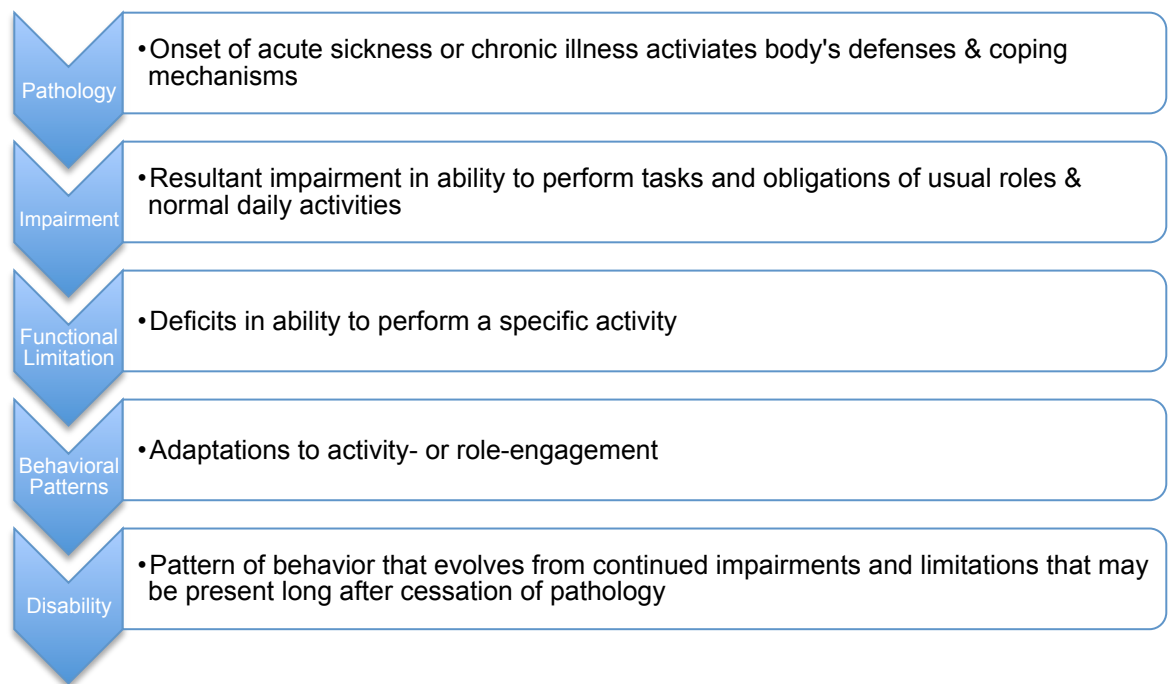 Pathology
•Onset of acute sickness or chronic illness activiates body's defenses & coping
mechanisms
Impairment
•Resultant impairment in ability to perform tasks and obligations of usual roles &
normal daily activities
Functional
Limitation
•Deficits in ability to perform a specific activity
Behavioral
Patterns
•Adaptations to activity- or role-engagement
Disability
•Pattern of behavior that evolves from continued impairments and limitations that may
be present long after cessation of pathology